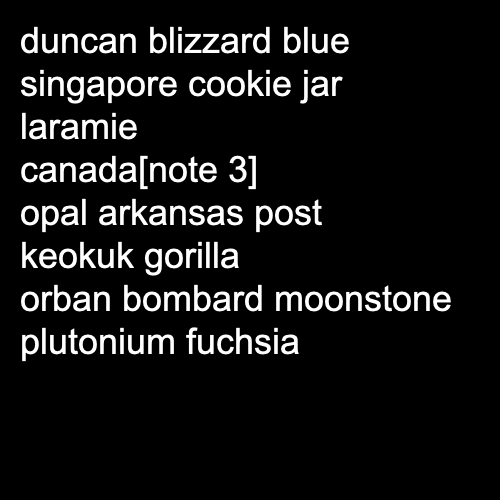 duncan blizzard blue
singapore cookie jar
laramie
canada[note 3]
opal arkansas post
keokuk gorilla
orban bombard moonstone
plutonium fuchsia